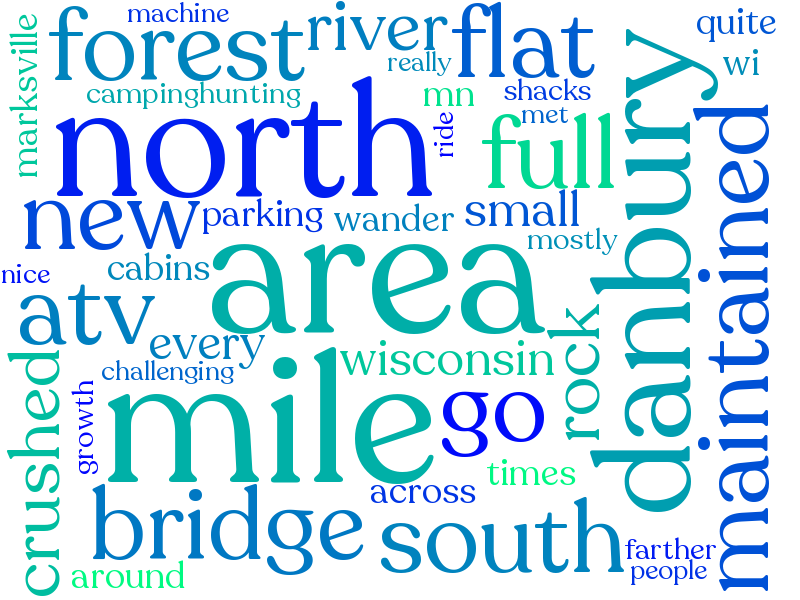 machine
forest
river
flat
quite
marksville
really
wi
campinghunting
mn
shacks
met
north
ride
full
danbury
maintained
new
parking
wander
small
mostly
nice
cabins
area
atv
every
rock
challenging
wisconsin
crushed
growth
mile
go
times
across
bridge
south
around
farther
people